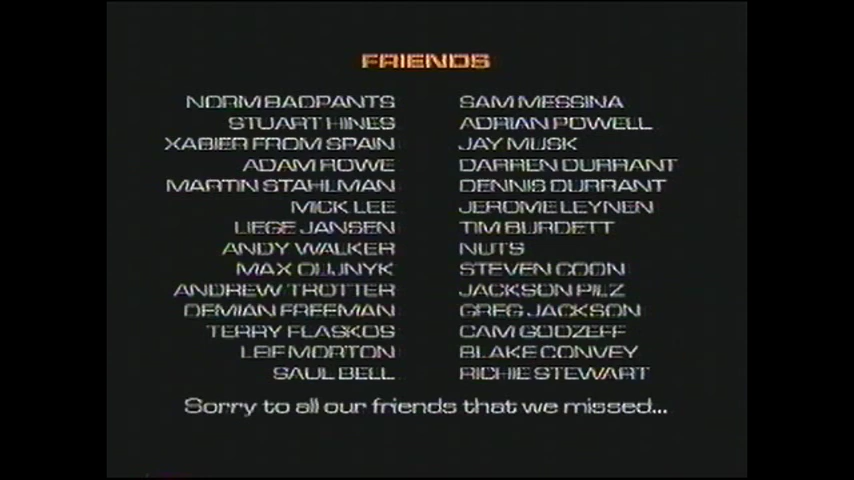 FRIENDS
NORM BADPANTS SAM MESSINA
STUART HINES ADRIAN POWELL
XABIER FROM SPAIN JAY MUSK
ADAM ROWE DARREN DURRANT
MARTIN STAHLMAN DENNIS DURRANT
MICK LEE JEROME LEYNEN
LIEGE JANSEN TIM BURDETT
ANDY WALKER NUTS
MAX OLIJNYK STEVEN COON
ANDREW TROTTER JACKSON PILZ
DEMIAN FREEMAN GREG JACKSON
TERRY FLASKOS CAM GODZEFF
LEIF MORTON BLAKE CONVEY
SAUL BELL RICHIE STEWART
Sorry to all our friends that we missed...